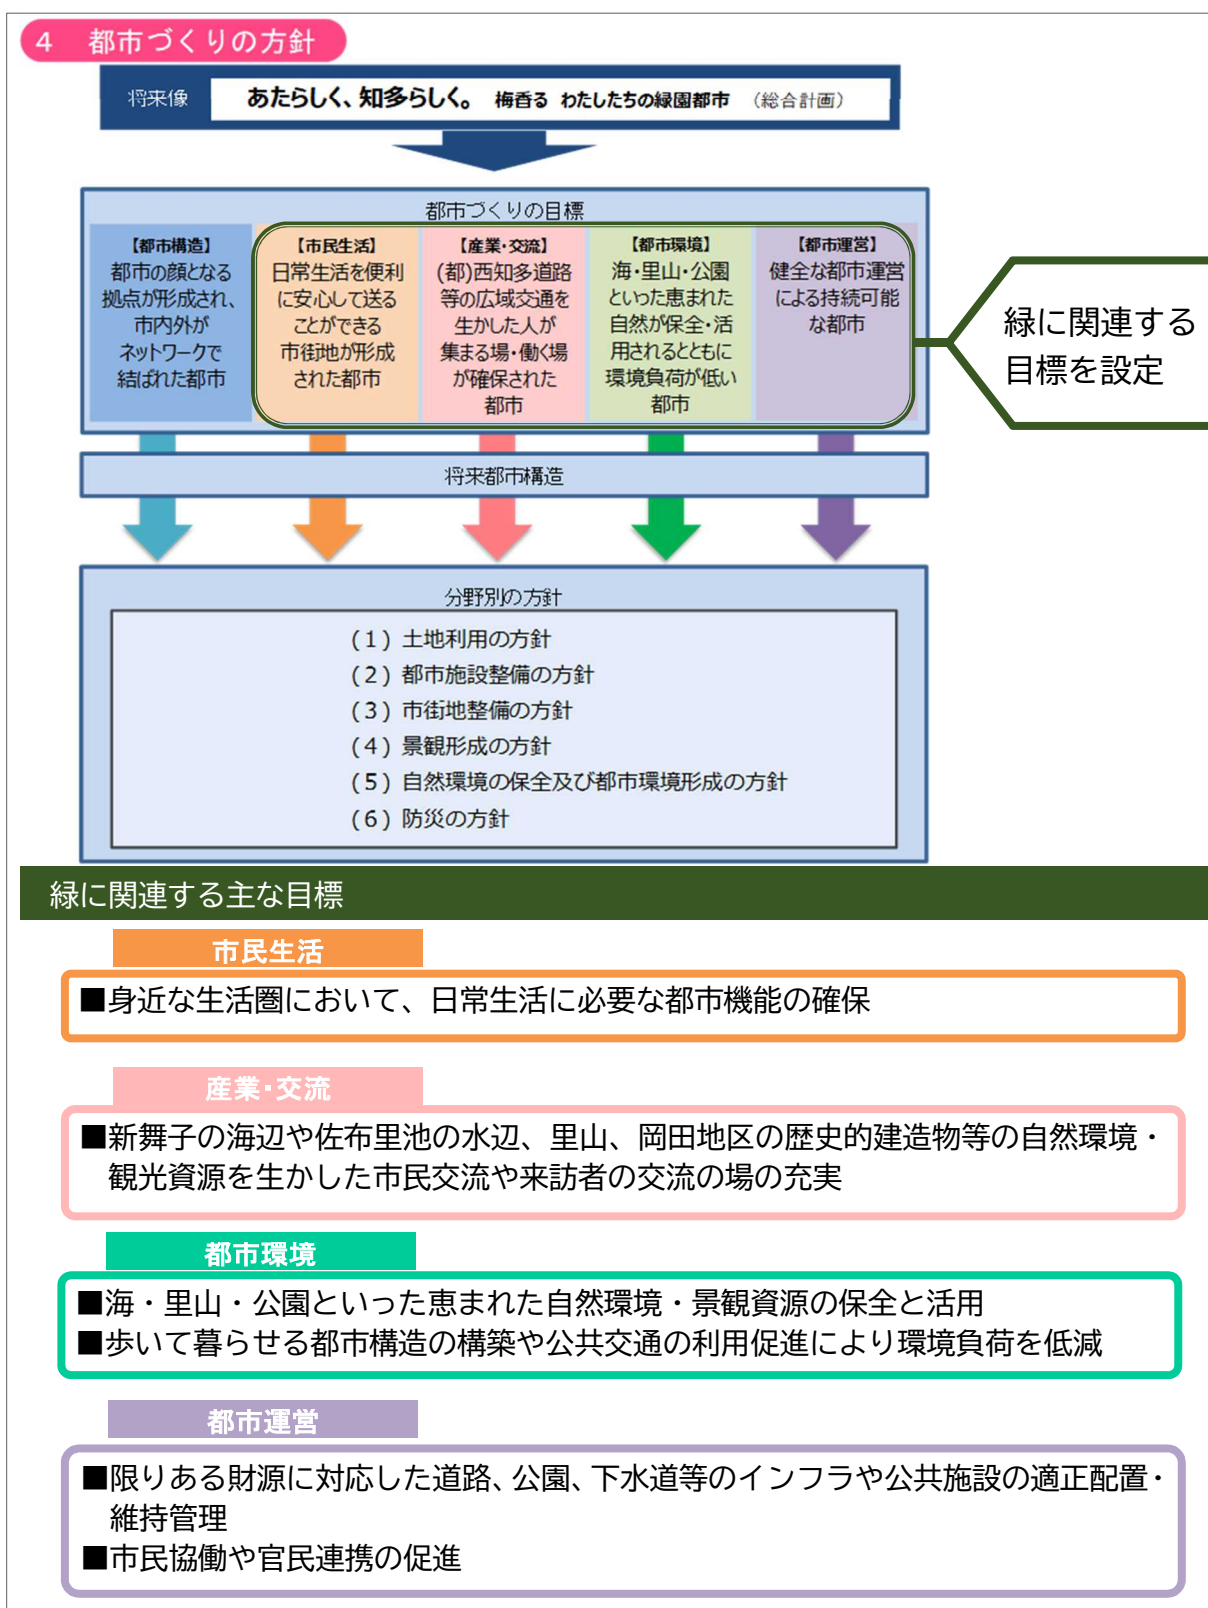 4 都市づくりの方針
将来像 あたらしく、知多らしく。 梅香る わたしたちの緑園都市 （総合計画）
都市づくりの目標
【都市構造】
都市の顔となる
拠点が形成され、
市内外が
ネットワークで
結ばれた都市
【市民生活】
日常生活を便利
に安心して送る
ことができる
市街地が形成
された都市
【産業・交流】
(都)西知多道路
等の広域交通を
生かした人が
集まる場・働く場
が確保された
都市
【都市環境】
海・里山・公園
といった恵まれた
自然が保全・活
用されるとともに
環境負荷が低い
都市
【都市運営】
健全な都市運営
による持続可能
な都市
緑に関連する
目標を設定
将来都市構造
分野別の方針
(1) 土地利用の方針
(2) 都市施設整備の方針
(3) 市街地整備の方針
(4) 景観形成の方針
(5) 自然環境の保全及び都市環境形成の方針
(6) 防災の方針
緑に関連する主な目標
市民生活
■身近な生活圏において、日常生活に必要な都市機能の確保
産業・交流
■新舞子の海辺や佐布里池の水辺、里山、岡田地区の歴史的建造物等の自然環境・
観光資源を生かした市民交流や来訪者の交流の場の充実
都市環境
■海・里山・公園といった恵まれた自然環境・景観資源の保全と活用
■歩いて暮らせる都市構造の構築や公共交通の利用促進により環境負荷を低減
都市運営
■限りある財源に対応した道路、公園、下水道等のインフラや公共施設の適正配置・
維持管理
■市民協働や官民連携の促進